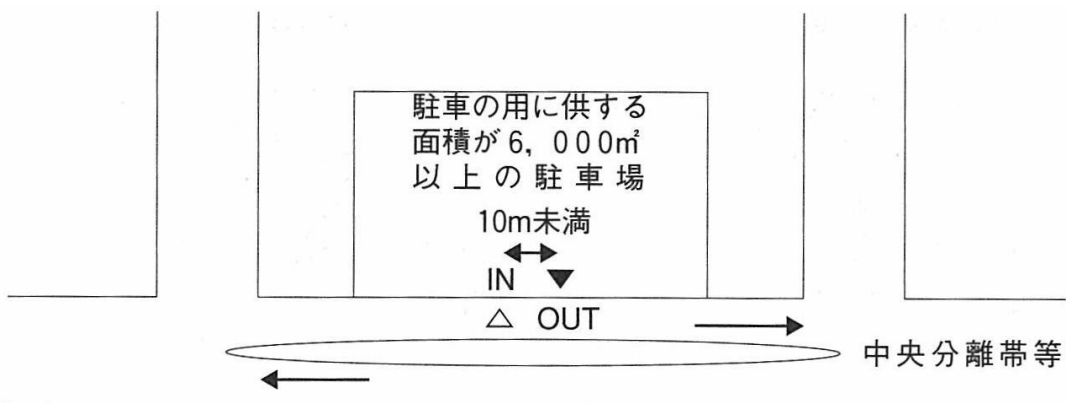 駐車の用に供する
面積が6，000㎡
以上の駐車場
10m未満
IN
OUT
中央分離帯等